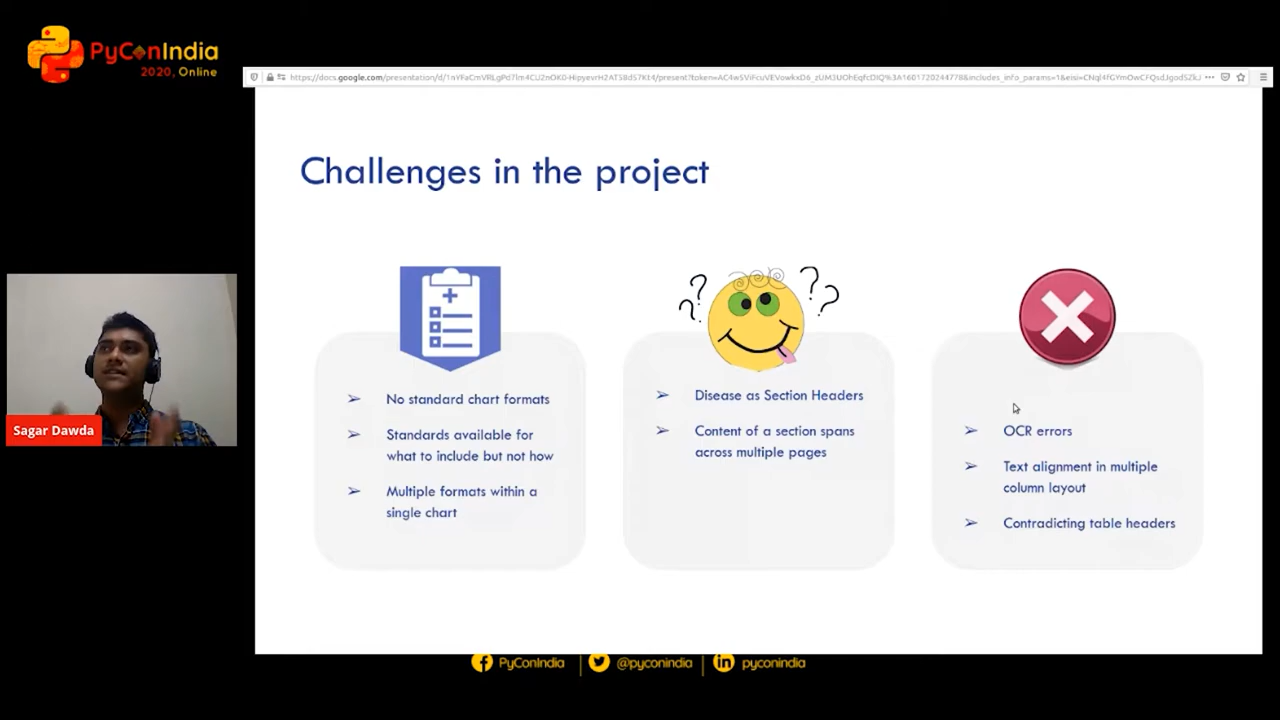 PyConIndia
2020, Online
Challenges in the project
No standard chart formats
Standards available for
what to include but not how
Multiple formats within a
single chart
Disease as Section Headers
Content of a section spans
across multiple pages
OCR errors
Text alignment in multiple
column layout
Contradicting table headers
Sagar Dawda
PyConIndia
@pyconindia
pyconindia